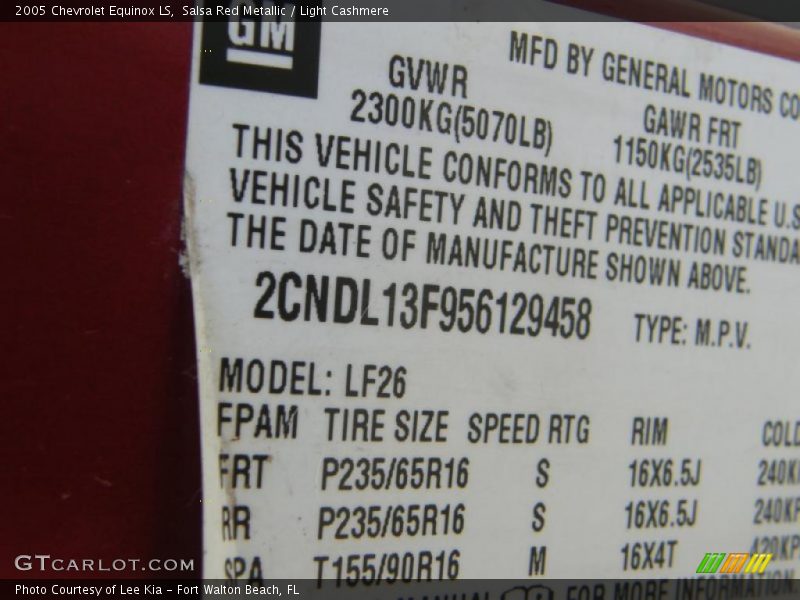 2005 Chevrolet Equinox LS, Salsa Red Metallic / Light Cashmere
GM
MFD BY GENERAL MOTORS CO
GVWR
GAWR FRT
2300KG(5070LB)
1150KG(2535LB)
THIS VEHICLE CONFORMS TO ALL APPLICABLE U.S
VEHICLE SAFETY AND THEFT PREVENTION STANDA
THE DATE OF MANUFACTURE SHOWN ABOVE.
2CNDL13F956129458 TYPE: M.P.V.
MODEL: LF26
FPAM TIRE SIZE SPEED RTG RIM COLD
FRT P235/65R16 S 16X6.5J 240KP
RR P235/65R16 S 16X6.5J 240KP
SPA T155/90R16 M 16X4T 420KP
MANUAL FOR MORE INFORMATION
GTCARLOT.COM
Photo Courtesy of Lee Kia - Fort Walton Beach, FL